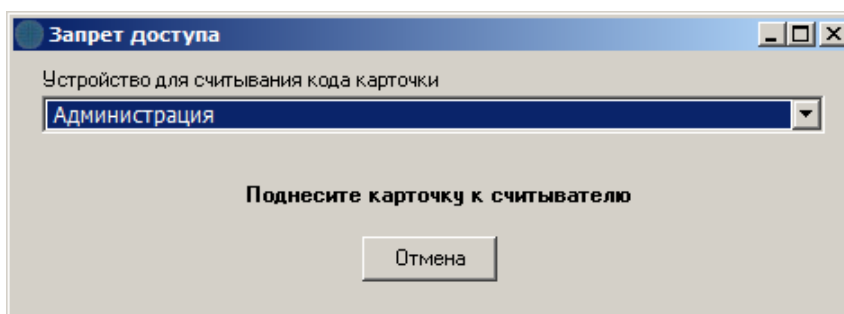 Запрет доступа
Устройство для считывания кода карточки
Администрация
Поднесите карточку к считывателю
Отмена